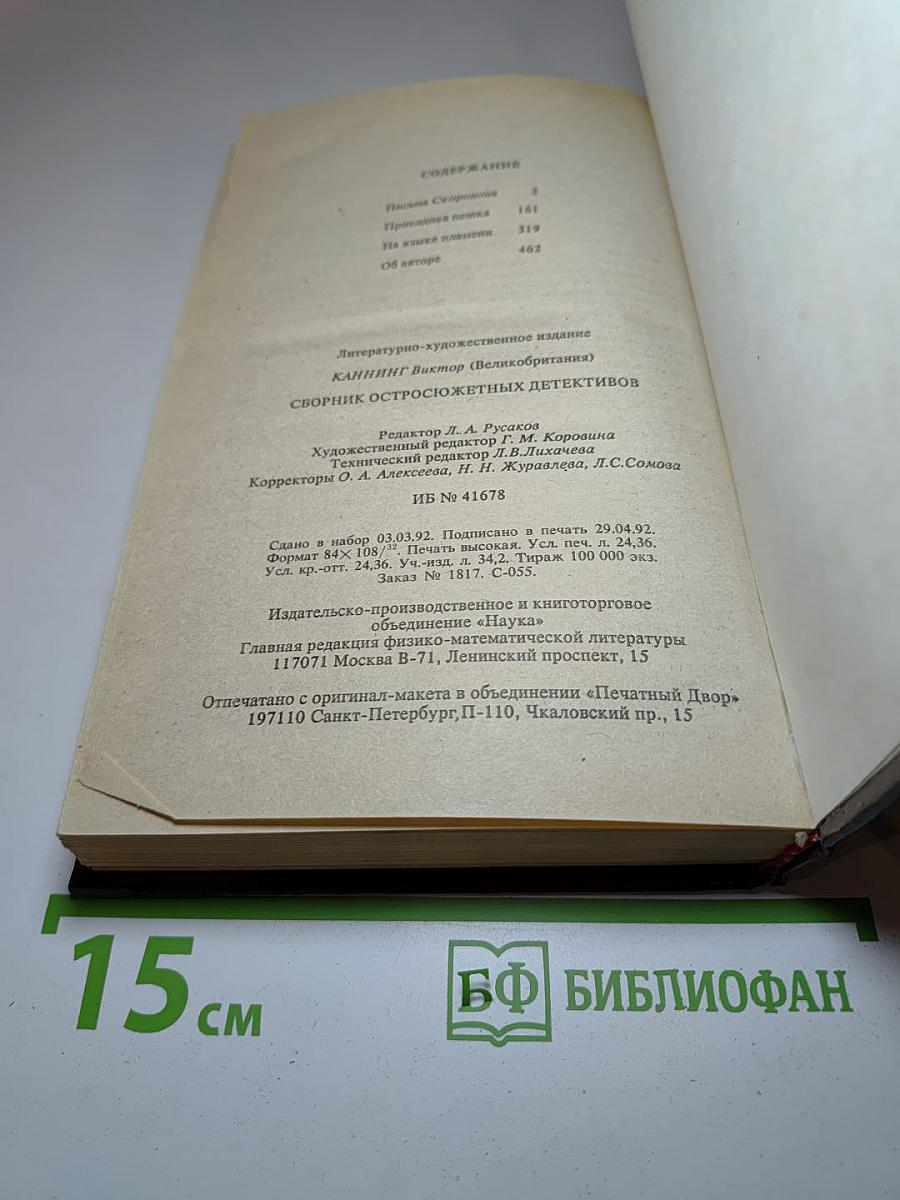 СОДЕРЖАНИЕ
Письма Скорпиона 3
Проходная пешка 161
На языке пламени 319
Об авторе 462
Литературно-художественное издание
КАННИНГ Виктор (Великобритания)
СБОРНИК ОСТРОСЮЖЕТНЫХ ДЕТЕКТИВОВ
Редактор Л. А. Русаков
Художественный редактор Г. М. Коровина
Технический редактор Л.В.Лихачева
Корректоры О. А. Алексеева, Н. Н. Журавлева, Л.С.Сомова
ИБ № 41678
Сдано в набор 03.03.92. Подписано в печать 29.04.92.
Формат 84×108/32. Печать высокая. Усл. печ. л. 24,36.
Усл. кр.-отт. 24,36. Уч.-изд. л. 34,2. Тираж 100 000 экз.
Заказ № 1817. С-055.
Издательско-производственное и книготорговое
объединение «Наука»
Главная редакция физико-математической литературы
117071 Москва В-71, Ленинский проспект, 15
Отпечатано с оригинал-макета в объединении «Печатный Двор»
197110 Санкт-Петербург,П-110, Чкаловский пр., 15
15 см
БФ БИБЛИОФАН